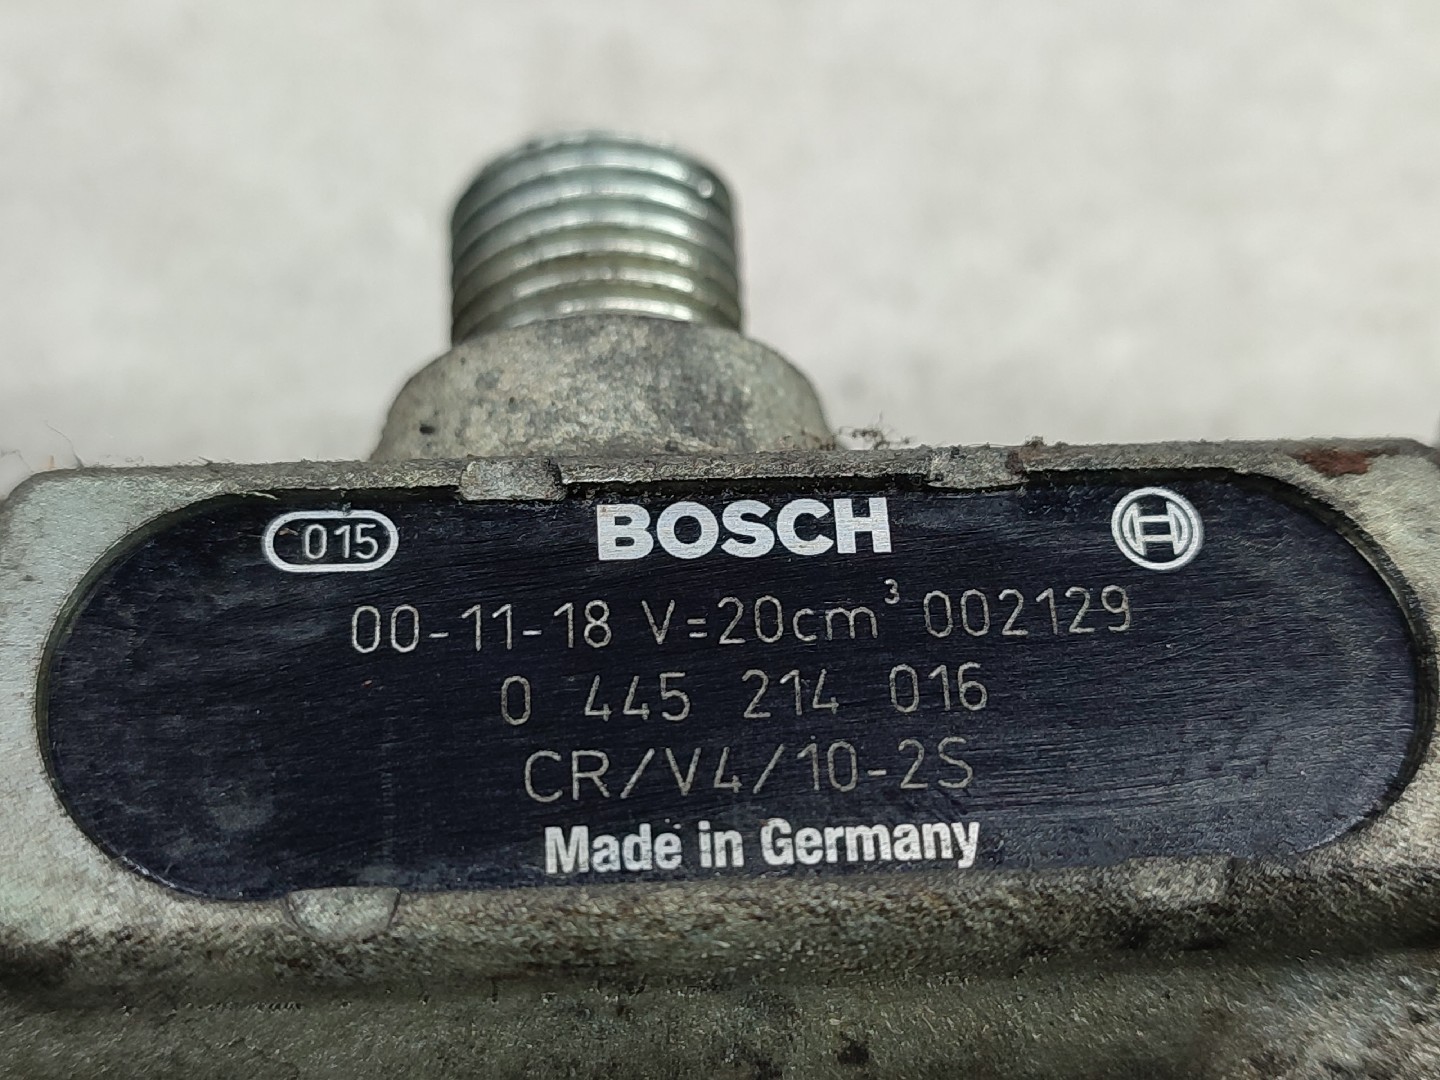 015 BOSCH
00-11-18 V=20cm³ 002129
0 445 214 016
CR/V4/10-2S
Made in Germany